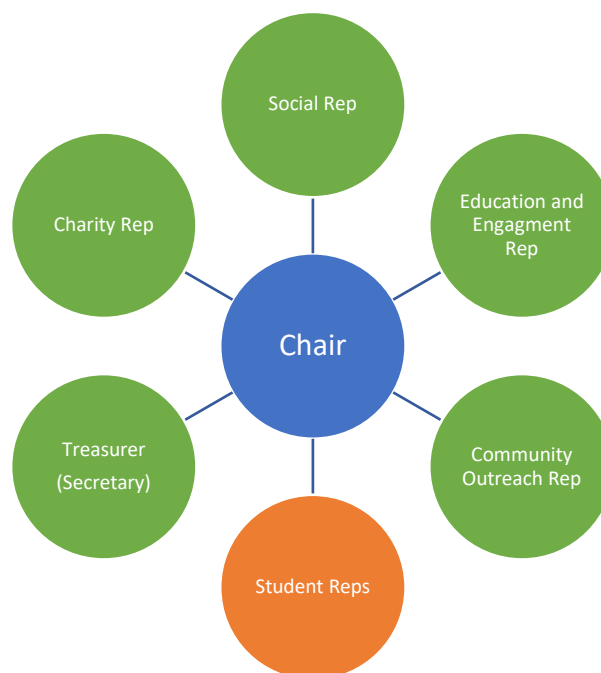 Social Rep
Charity Rep
Education and
Engagment
Rep
Chair
Treasurer
(Secretary)
Community
Outreach Rep
Student Reps